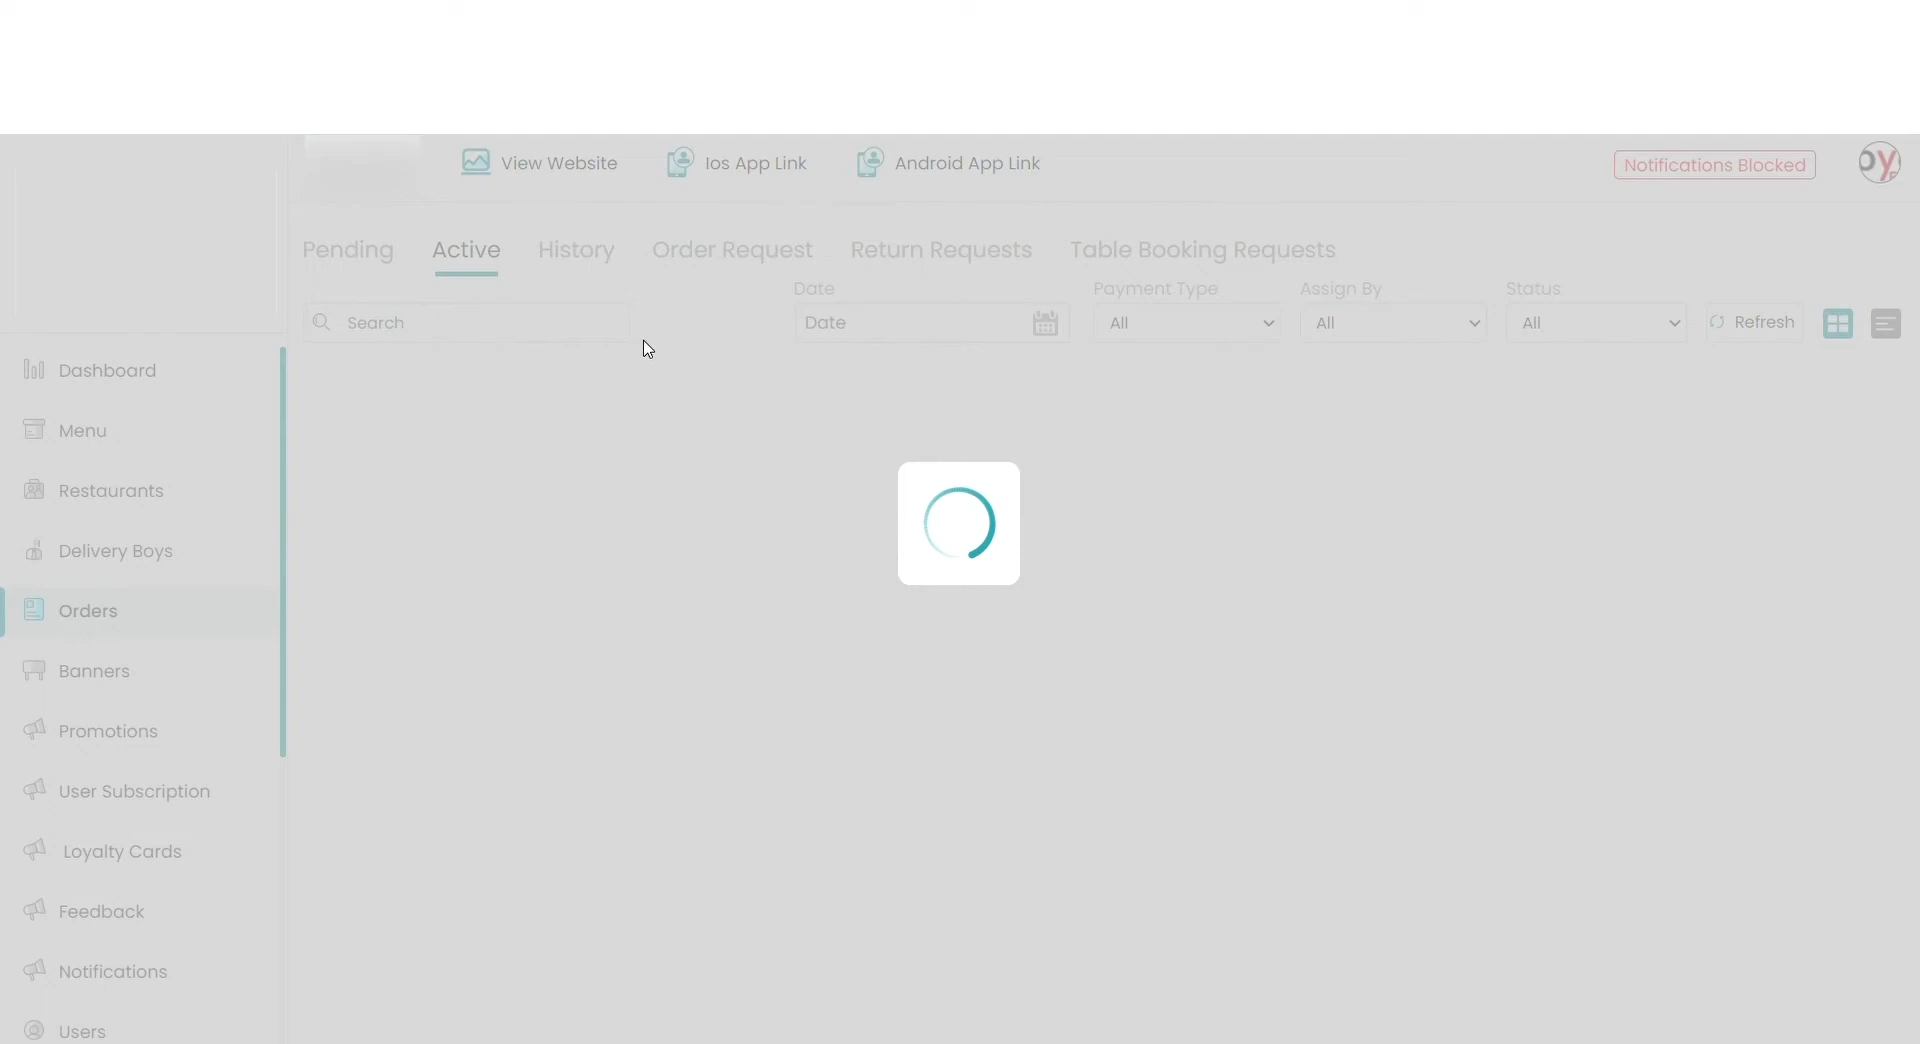 View Website Ios App Link Android App Link Notifications Blocked
Pending Active History Order Request Return Requests Table Booking Requests
Date Payment Type Assign By Status
Search Date All All All Refresh
Dashboard
Menu
Restaurants
Delivery Boys
Orders
Banners
Promotions
User Subscription
Loyalty Cards
Feedback
Notifications
Users